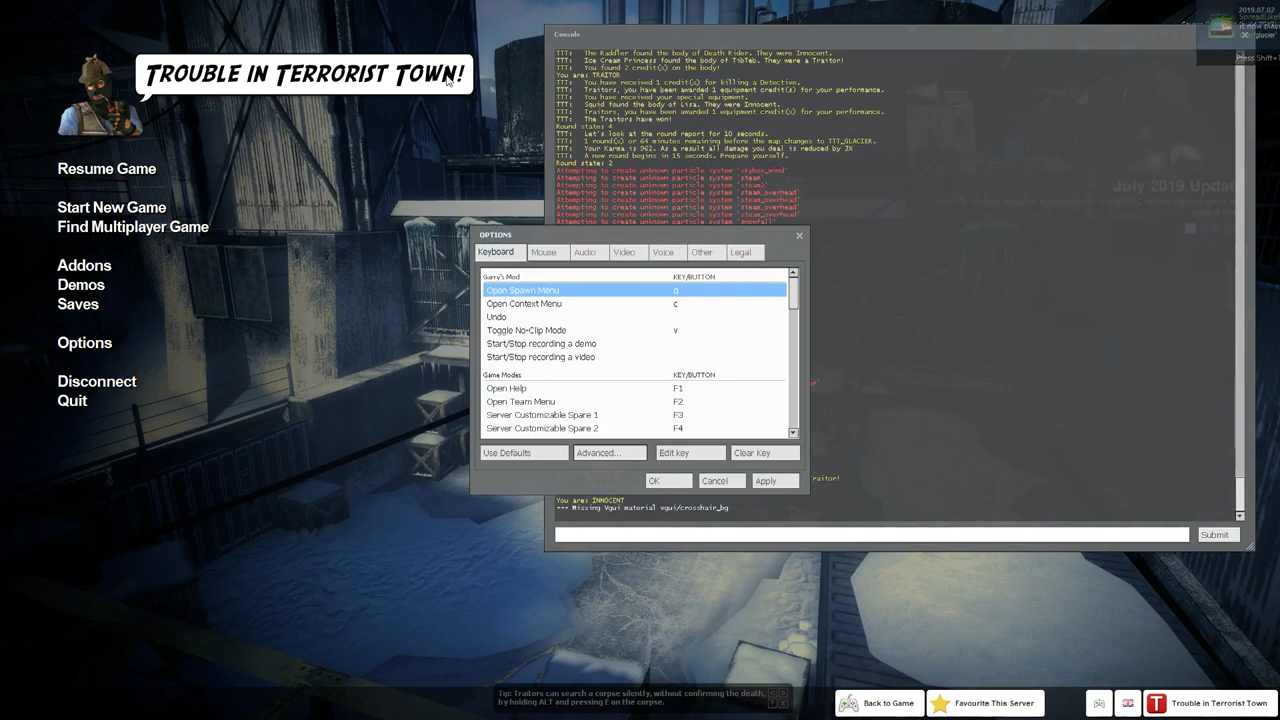 2019.07.02
Console
TTT: The Raddler found the body of Death Rider. They were Innocent.
TTT: Ice Cream Princess found the body of TibTeb. They were a Traitor!
TTT: You found 2 credit(s) on the body!
You are: TRAITOR
TTT: You have received 1 credit(s) for killing a Detective.
TTT: Traitors, you have been awarded 1 equipment credit(s) for your performance.
TTT: You have received your special equipment.
TTT: Squid found the body of Lisa. They were Innocent.
TTT: Traitors, you have been awarded 1 equipment credit(s) for your performance.
TTT: The Traitors have won!
Round state: 4
TTT: Let's look at the round report for 10 seconds.
TTT: 1 round(s) or 64 minutes remaining before the map changes to TTT_GLACIER.
TTT: Your Karma is 962. As a result all damage you deal is reduced by 3%
TTT: A new round begins in 15 seconds. Prepare yourself.
Round state: 2
Attempting to create unknown particle system 'skybox_wind'
Attempting to create unknown particle system 'steam'
Attempting to create unknown particle system 'steam2'
Attempting to create unknown particle system 'steam_overhead'
Attempting to create unknown particle system 'steam_overhead'
Attempting to create unknown particle system 'steam_overhead'
Attempting to create unknown particle system 'steam_overhead'
Attempting to create unknown particle system 'snowfall'
Traitor!
You are: INNOCENT
--- Missing Vgui material vgui/crosshair_bg
Submit
Press Shift+
July, 2019 Updat
TROUBLE IN TERRORIST TOWN!
Resume Game
Start New Game
Find Multiplayer Game
Addons
Demos
Saves
Options
Disconnect
Quit
OPTIONS
Keyboard Mouse Audio Video Voice Other Legal
Garry's Mod KEY/BUTTON
Open Spawn Menu q
Open Context Menu c
Undo
Toggle No-Clip Mode v
Start/Stop recording a demo
Start/Stop recording a video
Game Modes KEY/BUTTON
Open Help F1
Open Team Menu F2
Server Customizable Spare 1 F3
Server Customizable Spare 2 F4
Use Defaults Advanced... Edit key Clear Key
OK Cancel Apply
Tip: Traitors can search a corpse silently, without confirming the death,
by holding ALT and pressing E on the corpse.
Back to Game Favourite This Server T Trouble in Terrorist Town